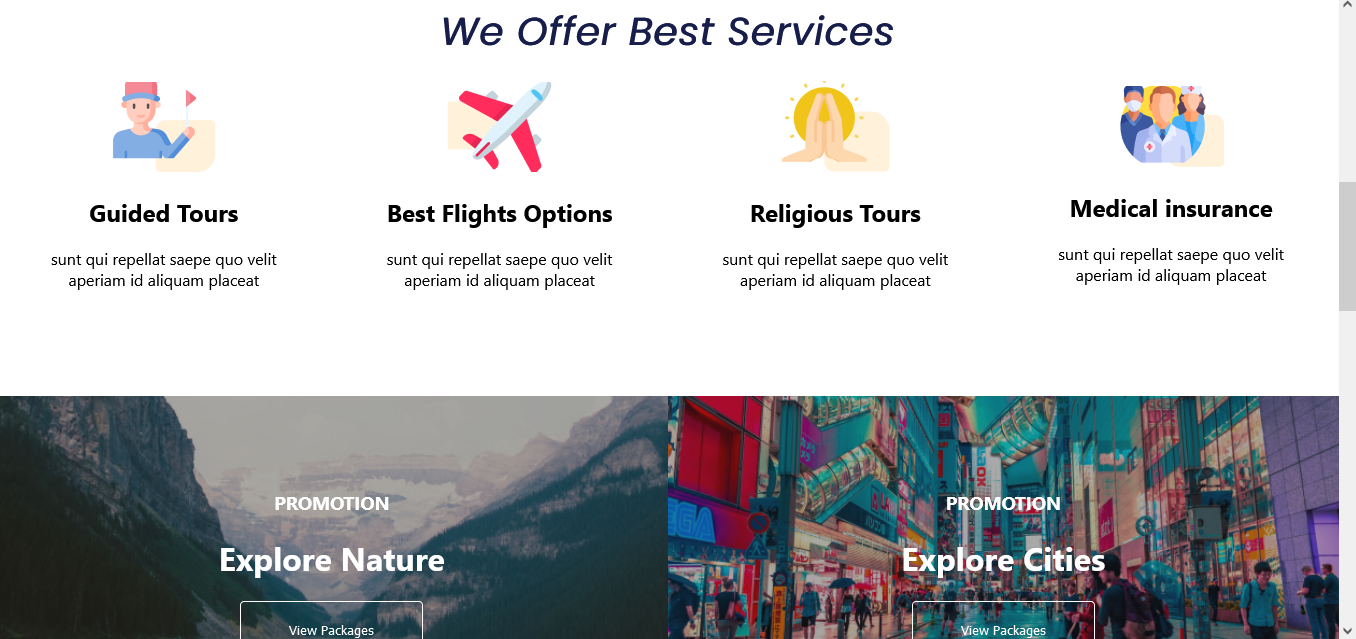 We Offer Best Services
Guided Tours
Best Flights Options
Religious Tours
Medical insurance
sunt qui repellat saepe quo velit
aperiam id aliquam placeat
sunt qui repellat saepe quo velit
aperiam id aliquam placeat
sunt qui repellat saepe quo velit
aperiam id aliquam placeat
sunt qui repellat saepe quo velit
aperiam id aliquam placeat
PROMOTION
Explore Nature
View Packages
PROMOTION
Explore Cities
View Packages
SEGA